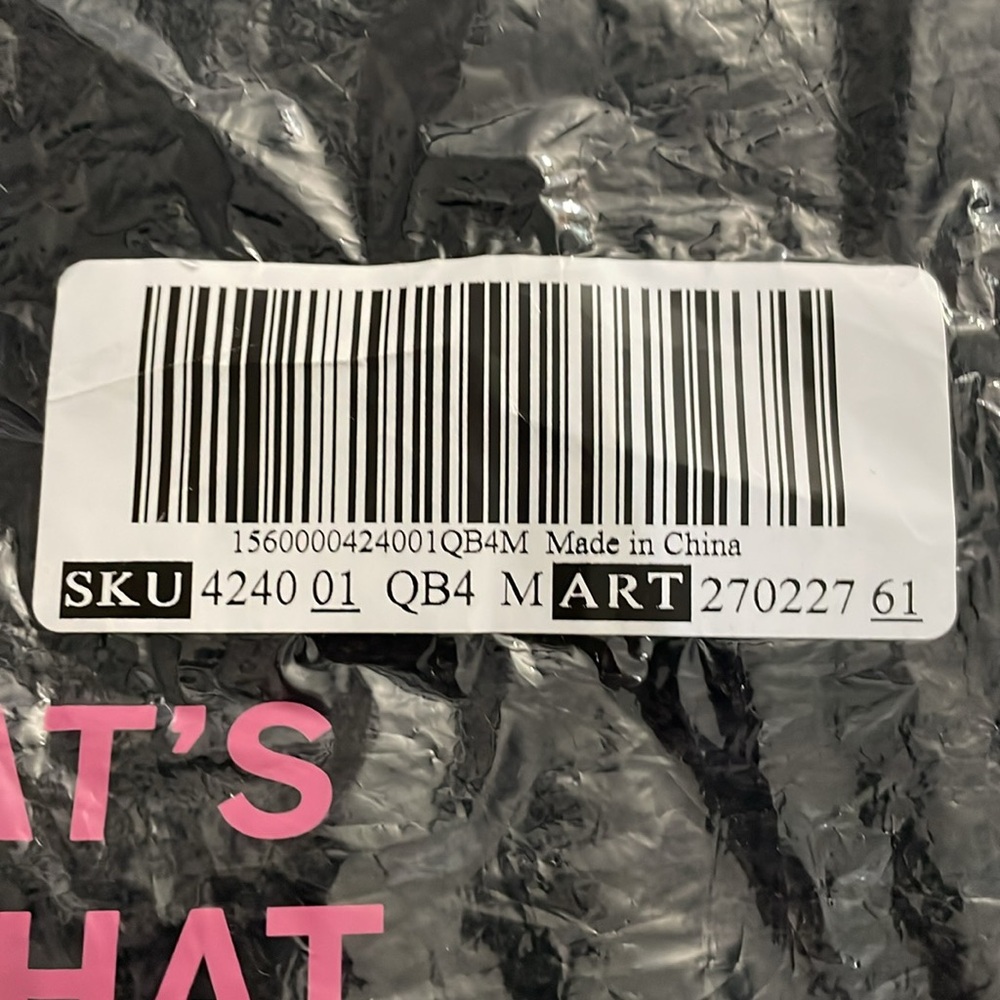 1560000424001QB4M Made in China
SKU 4240 01 QB4 M ART 270227 61
AT'S
HAT